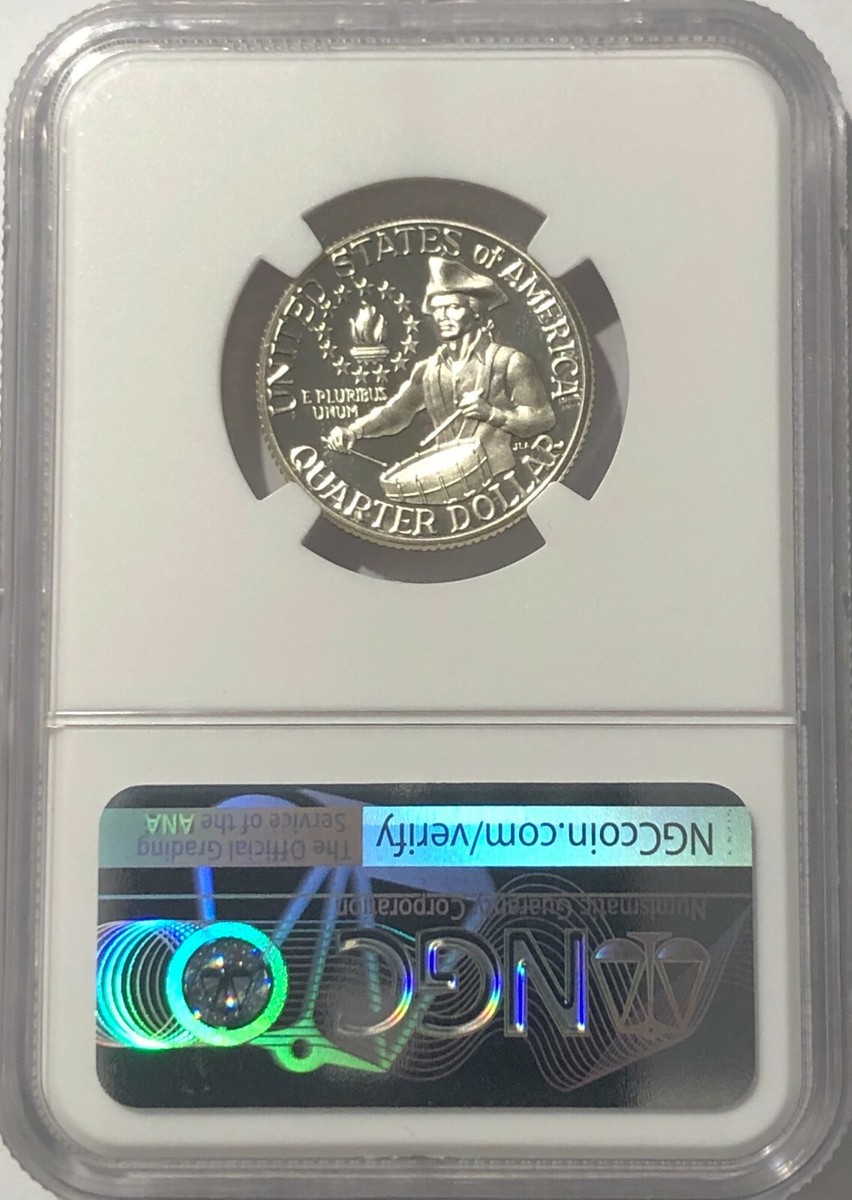 UNITED STATES of AMERICA
E PLURIBUS
UNUM
JLA
QUARTER DOLLAR
NGCcoin.com/verify
The Official Grading
Service of the ANA
Numismatic Guaranty Corporation
NGC